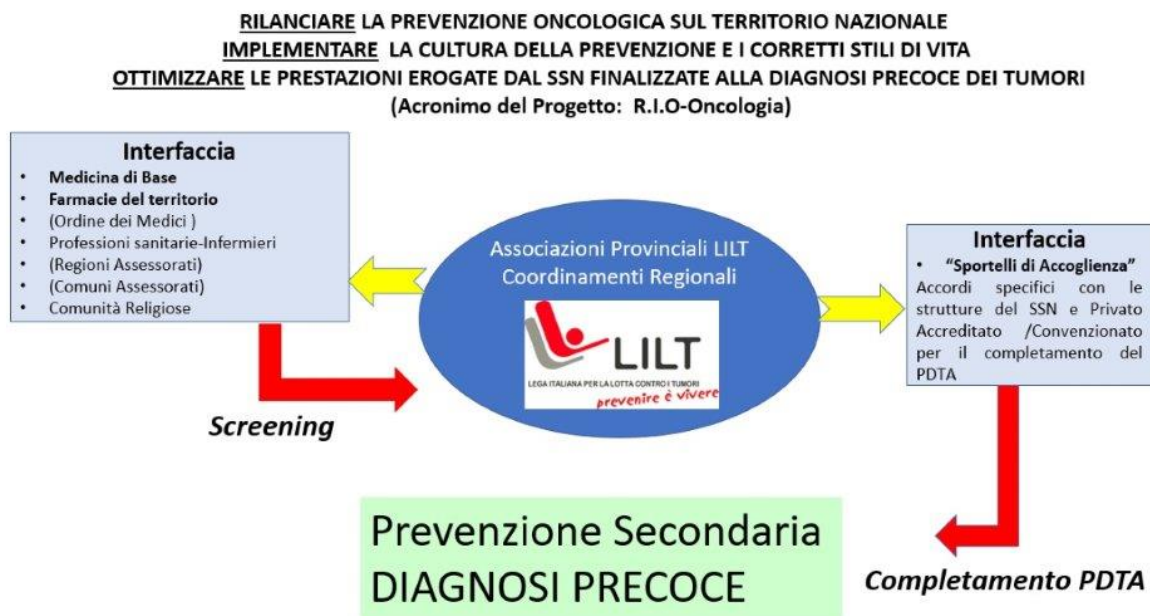 RILANCIARE LA PREVENZIONE ONCOLOGICA SUL TERRITORIO NAZIONALE
IMPLEMENTARE LA CULTURA DELLA PREVENZIONE E I CORRETTI STILI DI VITA
OTTIMIZZARE LE PRESTAZIONI EROGATE DAL SSN FINALIZZATE ALLA DIAGNOSI PRECOCE DEI TUMORI
(Acronimo del Progetto: R.I.O-Oncologia)
Interfaccia
• Medicina di Base
• Farmacie del territorio
• (Ordine dei Medici )
• Professioni sanitarie-Infermieri
• (Regioni Assessorati)
• (Comuni Assessorati)
• Comunità Religiose
Screening
Associazioni Provinciali LILT
Coordinamenti Regionali
LILT
LEGA ITALIANA PER LA LOTTA CONTRO I TUMORI
prevenire è vivere
Interfaccia
• "Sportelli di Accoglienza"
Accordi specifici con le
strutture del SSN e Privato
Accreditato /Convenzionato
per il completamento del
PDTA
Prevenzione Secondaria
DIAGNOSI PRECOCE
Completamento PDTA